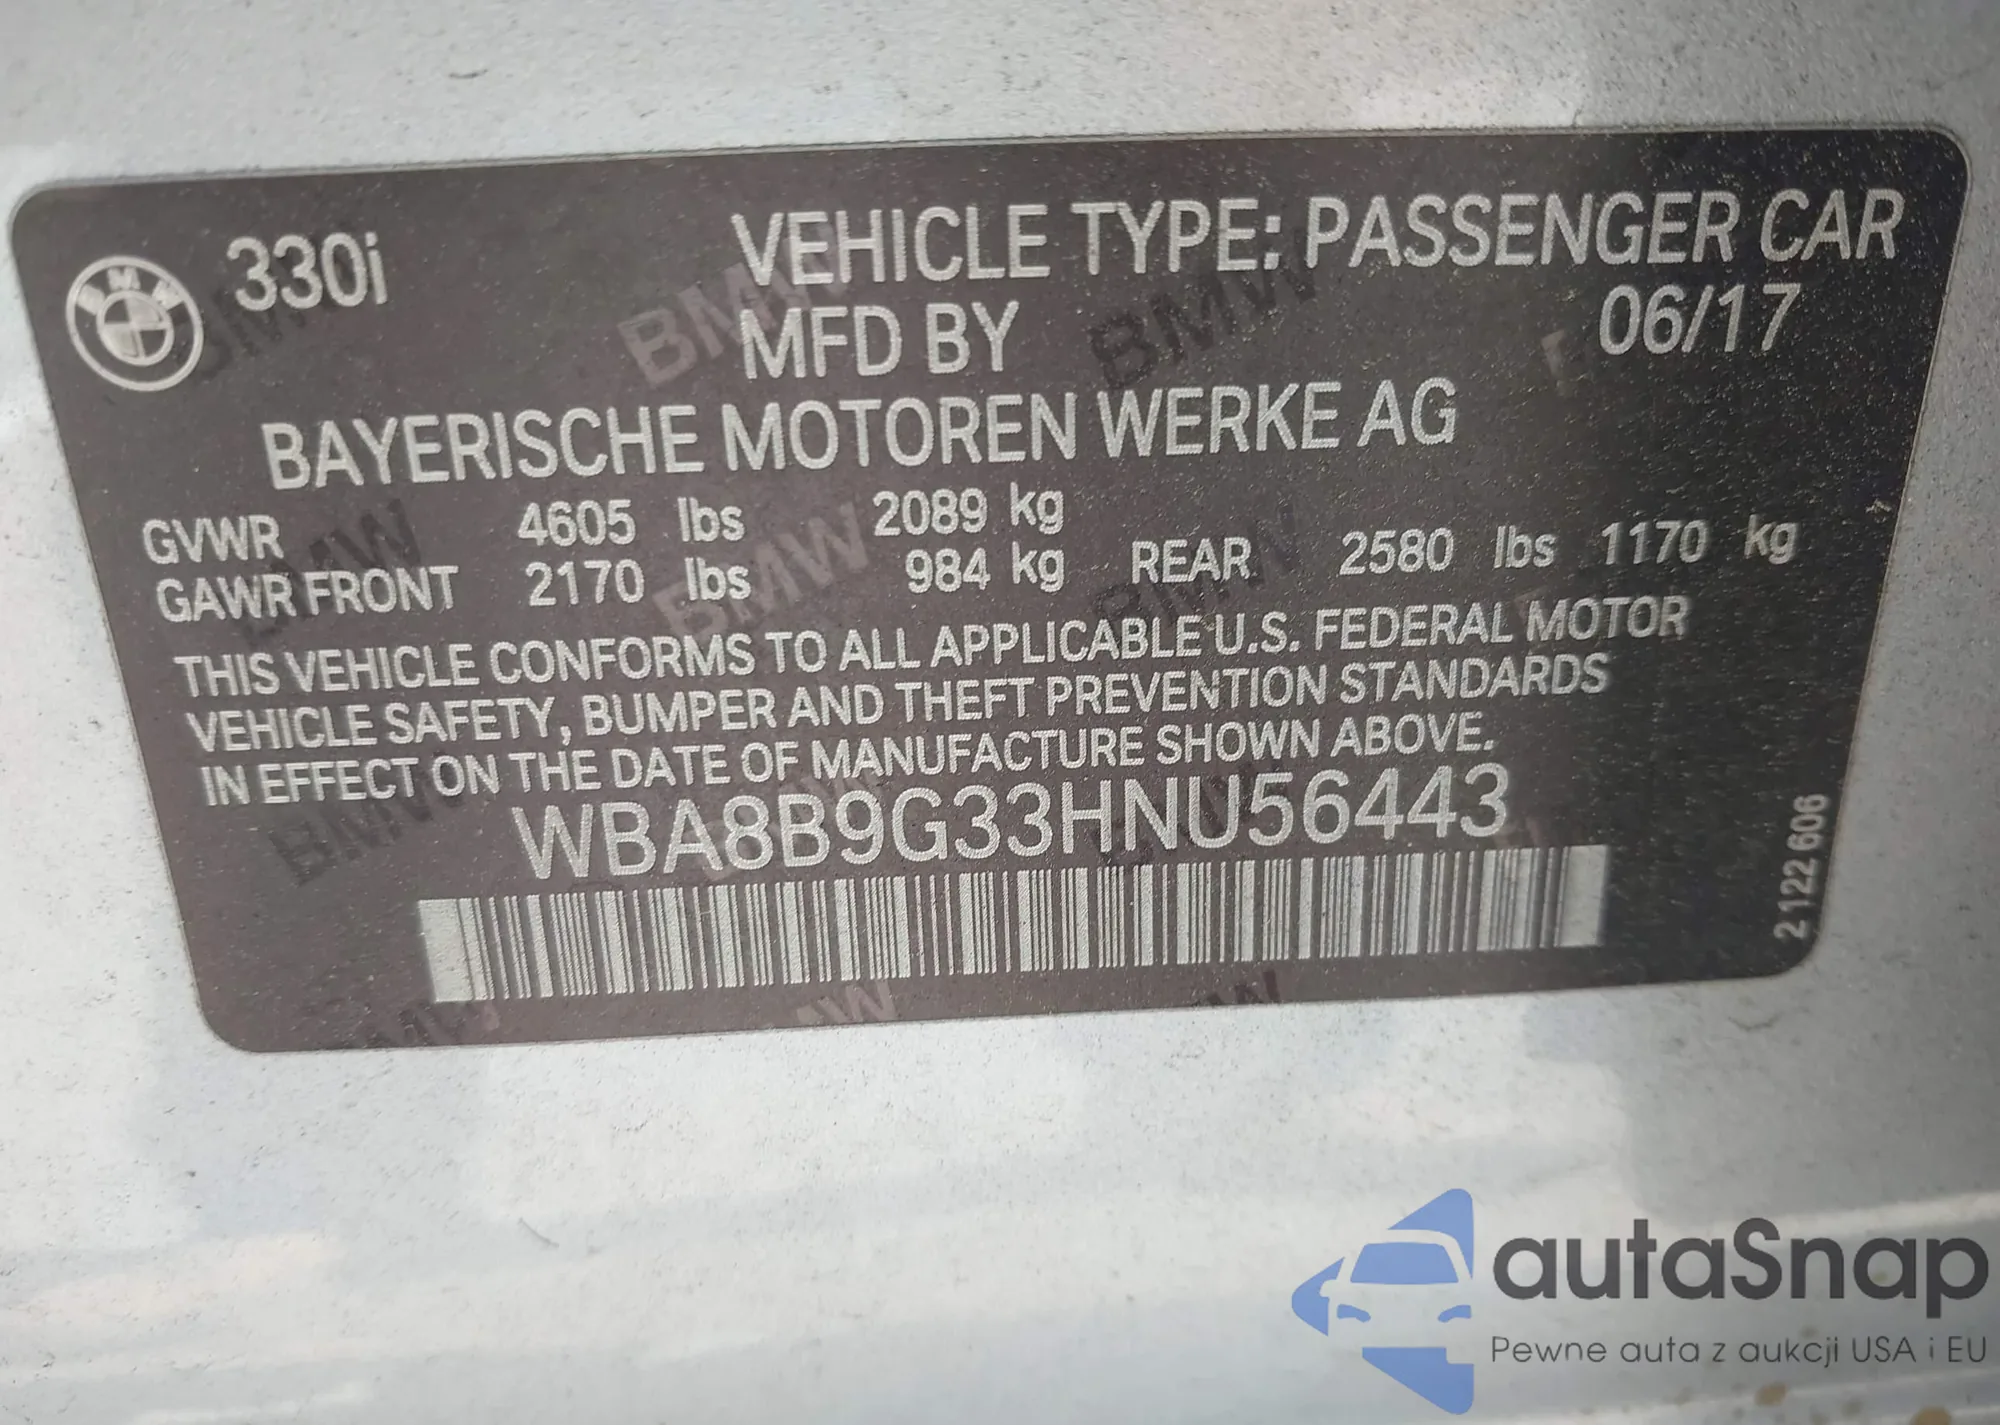 BMW
330i
VEHICLE TYPE: PASSENGER CAR
MFD BY 06/17
BAYERISCHE MOTOREN WERKE AG
GVWR 4605 lbs 2089 kg
GAWR FRONT 2170 lbs 984 kg REAR 2580 lbs 1170 kg
THIS VEHICLE CONFORMS TO ALL APPLICABLE U.S. FEDERAL MOTOR
VEHICLE SAFETY, BUMPER AND THEFT PREVENTION STANDARDS
IN EFFECT ON THE DATE OF MANUFACTURE SHOWN ABOVE.
WBA8B9G33HNU56443
2 122 606
autaSnap
Pewne auta z aukcji USA i EU